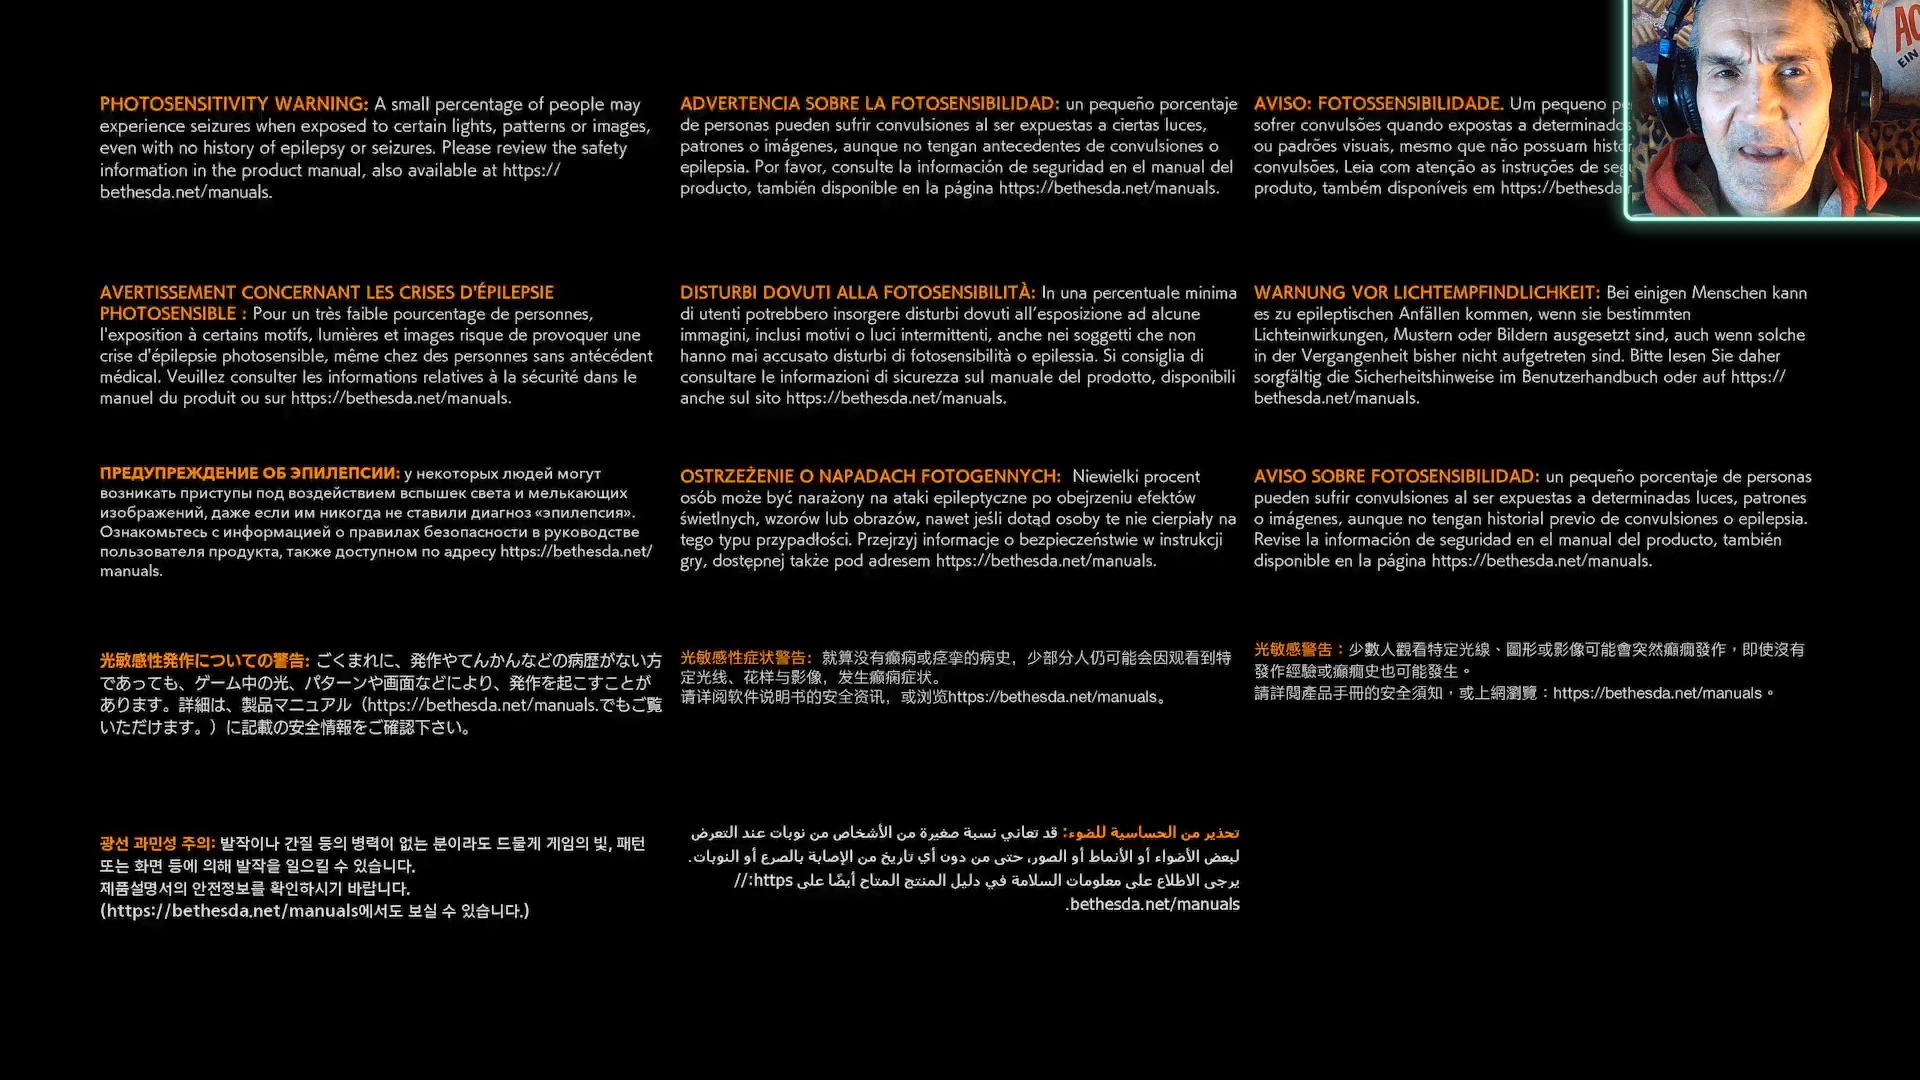 PHOTOSENSITIVITY WARNING: A small percentage of people may
experience seizures when exposed to certain lights, patterns or images,
even with no history of epilepsy or seizures. Please review the safety
information in the product manual, also available at https://
bethesda.net/manuals.
ADVERTENCIA SOBRE LA FOTOSENSIBILIDAD: un pequeño porcentaje
de personas pueden sufrir convulsiones al ser expuestas a ciertas luces,
patrones o imágenes, aunque no tengan antecedentes de convulsiones o
epilepsia. Por favor, consulte la información de seguridad en el manual del
producto, también disponible en la página https://bethesda.net/manuals.
AVISO: FOTOSSENSIBILIDADE. Um pequeno
sofrer convulsões quando expostas a
ou padrões visuais, mesmo que não possuam
convulsões. Leia com atenção as instruções de
produto, também disponíveis em https://bethesda
EIN
AVERTISSEMENT CONCERNANT LES CRISES D'ÉPILEPSIE
PHOTOSENSIBLE : Pour un très faible pourcentage de personnes,
l'exposition à certains motifs, lumières et images risque de provoquer une
crise d'épilepsie photosensible, même chez des personnes sans antécédent
médical. Veuillez consulter les informations relatives à la sécurité dans le
manuel du produit ou sur https://bethesda.net/manuals.
DISTURBI DOVUTI ALLA FOTOSENSIBILITÀ: In una percentuale minima
di utenti potrebbero insorgere disturbi dovuti all'esposizione ad alcune
immagini, inclusi motivi o luci intermittenti, anche nei soggetti che non
hanno mai accusato disturbi di fotosensibilità o epilessia. Si consiglia di
consultare le informazioni di sicurezza sul manuale del prodotto, disponibili
anche sul sito https://bethesda.net/manuals.
WARNUNG VOR LICHTEMPFINDLICHKEIT: Bei einigen Menschen kann
es zu epileptischen Anfällen kommen, wenn sie bestimmten
Lichteinwirkungen, Mustern oder Bildern ausgesetzt sind, auch wenn solche
in der Vergangenheit bisher nicht aufgetreten sind. Bitte lesen Sie daher
sorgfältig die Sicherheitshinweise im Benutzerhandbuch oder auf https://
bethesda.net/manuals.
ПРЕДУПРЕЖДЕНИЕ ОБ ЭПИЛЕПСИИ: у некоторых людей могут
возникать приступы под воздействием вспышек света и мелькающих
изображений, даже если им никогда не ставили диагноз «эпилепсия».
Ознакомьтесь с информацией о правилах безопасности в руководстве
пользователя продукта, также доступном по адресу https://bethesda.net/
manuals.
OSTRZEŻENIE O NAPADACH FOTOGENNYCH: Niewielki procent
osób może być narażony na ataki epileptyczne po obejrzeniu efektów
świetlnych, wzorów lub obrazów, nawet jeśli dotąd osoby te nie cierpiały na
tego typu przypadłości. Przejrzyj informacje o bezpieczeństwie w instrukcji
gry, dostępnej także pod adresem https://bethesda.net/manuals.
AVISO SOBRE FOTOSENSIBILIDAD: un pequeño porcentaje de personas
pueden sufrir convulsiones al ser expuestas a determinadas luces, patrones
o imágenes, aunque no tengan historial previo de convulsiones o epilepsia.
Revise la información de seguridad en el manual del producto, también
disponible en la página https://bethesda.net/manuals.
光敏感性発作についての警告: ごくまれに、発作やてんかんなどの病歴がない方
であっても、ゲーム中の光、パターンや画面などにより、発作を起こすことが
あります。詳細は、製品マニュアル（https://bethesda.net/manuals.でもご覧
いただけます。）に記載の安全情報をご確認下さい。
光敏感性症状警告：就算没有癫痫或痉挛的病史，少部分人仍可能会因观看到特
定光线、花样与影像，发生癫痫症状。
请详阅软件说明书的安全资讯，或浏览https://bethesda.net/manuals。
光敏感警告：少數人觀看特定光線、圖形或影像可能會突然癲癇發作，即使沒有
發作經驗或癲癇史也可能發生。
請詳閱產品手冊的安全須知，或上網瀏覽：https://bethesda.net/manuals。
광선 과민성 주의: 발작이나 간질 등의 병력이 없는 분이라도 드물게 게임의 빛, 패턴
또는 화면 등에 의해 발작을 일으킬 수 있습니다.
제품설명서의 안전정보를 확인하시기 바랍니다.
(https://bethesda.net/manuals에서도 보실 수 있습니다.)
تحذير من الحساسية للضوء: قد تعاني نسبة صغيرة من الأشخاص من نوبات عند التعرض
لبعض الأضواء أو الأنماط أو الصور، حتى من دون أي تاريخ من الإصابة بالصرع أو النوبات.
يرجى الاطلاع على معلومات السلامة في دليل المنتج المتاح أيضًا على https://
bethesda.net/manuals.